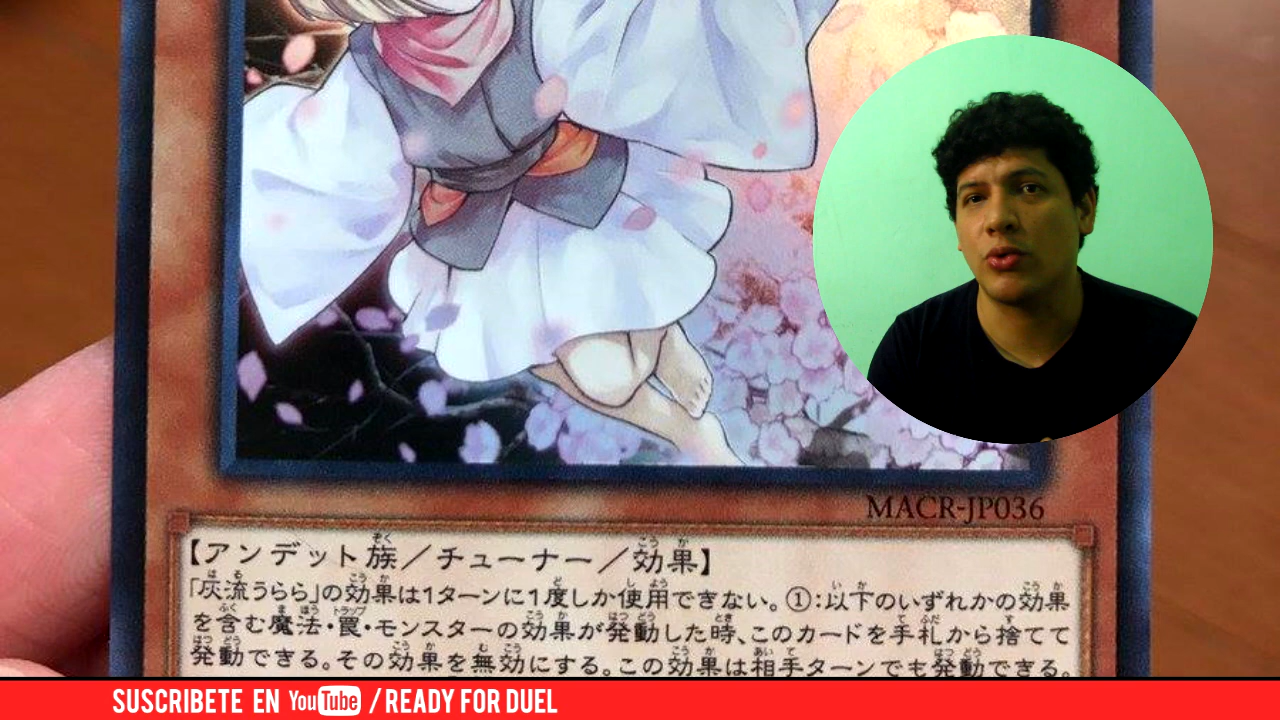 MACR-JP036
【アンデット族／チューナー／効果】
「灰流うらら」の効果は1ターンに1度しか使用できない。①：以下のいずれかの効果
を含む魔法・罠・モンスターの効果が発動した時、このカードを手札から捨てて
発動できる。その効果を無効にする。この効果は相手ターンでも発動できる。
SUSCRIBETE EN YouTube / READY FOR DUEL